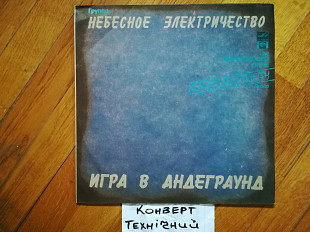 Группа
НЕБЕСНОЕ ЭЛЕКТРИЧЕСТВО
ИГРА В АНДЕГРАУНД
КОНВЕРТ
ТЕХНІЧНИЙ